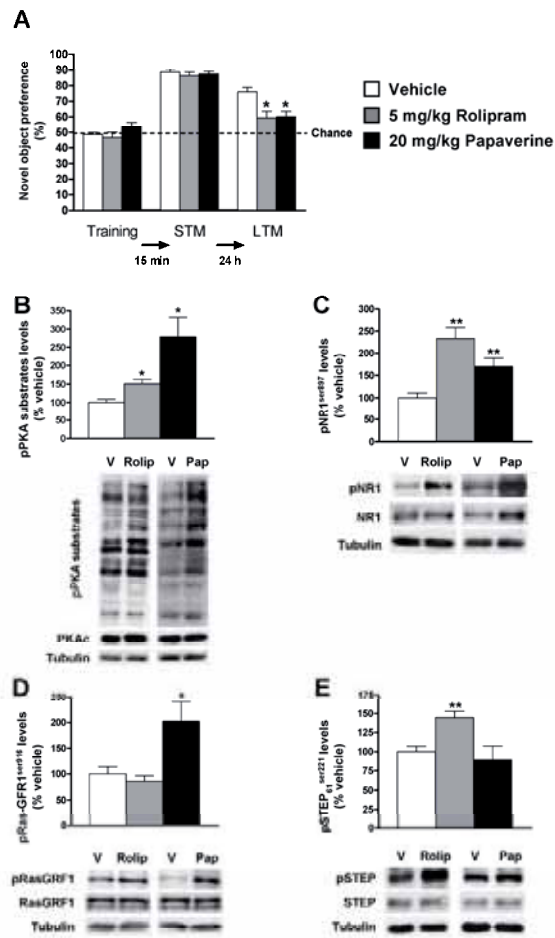 A
Novel object preference
(%)
100
90
80
70
60
50
40
30
20
10
0
* *
Chance
Training STM LTM
15 min 24 h
Vehicle
5 mg/kg Rolipram
20 mg/kg Papaverine
B
pPKA substrates levels
(% vehicle)
350
300
250
200
150
100
50
0
*
*
V Rolip V Pap
pPKA substrates
PKAc
Tubulin
C
pNR1ser897 levels
(% vehicle)
300
250
200
150
100
50
0
**
**
V Rolip V Pap
pNR1
NR1
Tubulin
D
pRas-GFR1ser916 levels
(% vehicle)
250
200
150
100
50
0
*
V Rolip V Pap
pRasGRF1
RasGRF1
Tubulin
E
pSTEP61ser221 levels
(% vehicle)
175
150
125
100
75
50
25
0
**
V Rolip V Pap
pSTEP
STEP
Tubulin